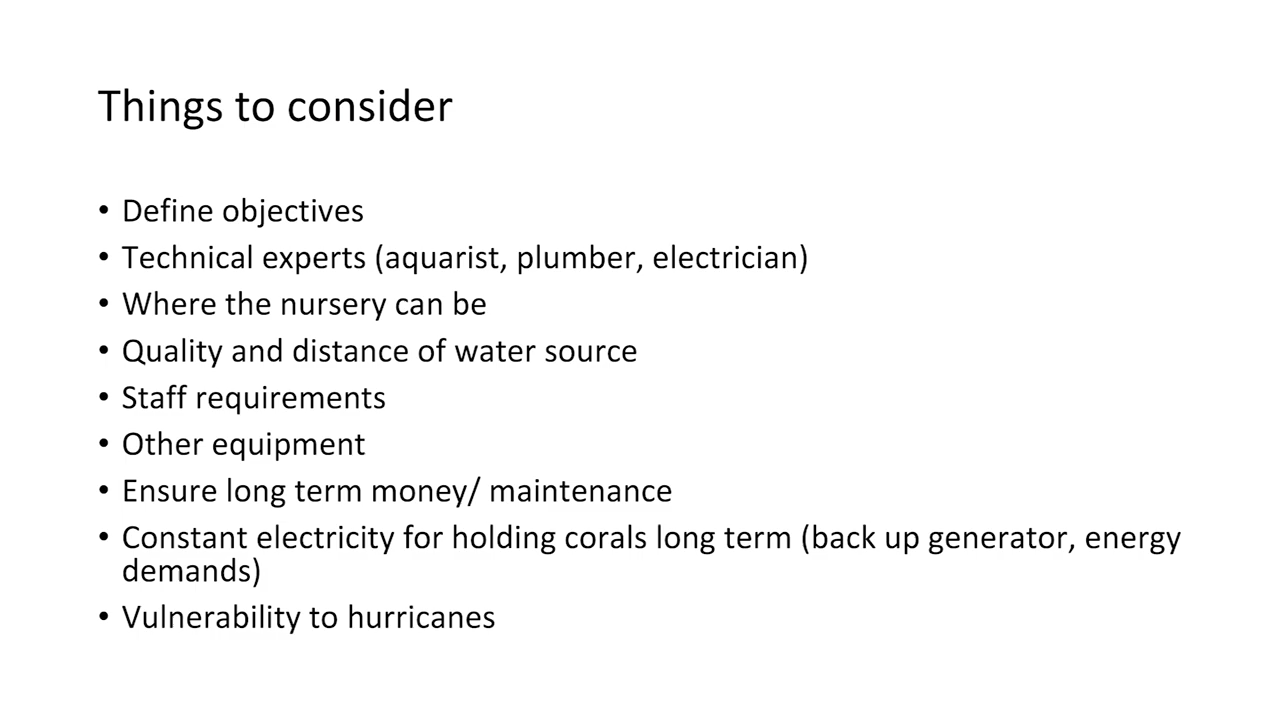 Things to consider
• Define objectives
• Technical experts (aquarist, plumber, electrician)
• Where the nursery can be
• Quality and distance of water source
• Staff requirements
• Other equipment
• Ensure long term money/ maintenance
• Constant electricity for holding corals long term (back up generator, energy
demands)
• Vulnerability to hurricanes